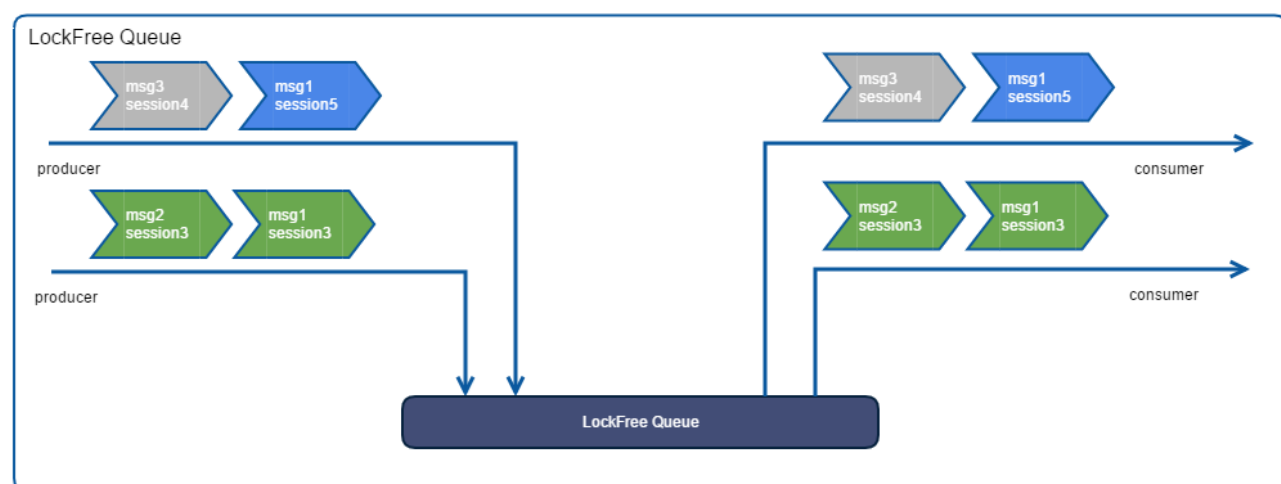 LockFree Queue
msg3
session4
msg1
session5
producer
msg2
session3
msg1
session3
producer
msg3
session4
msg1
session5
consumer
msg2
session3
msg1
session3
consumer
LockFree Queue